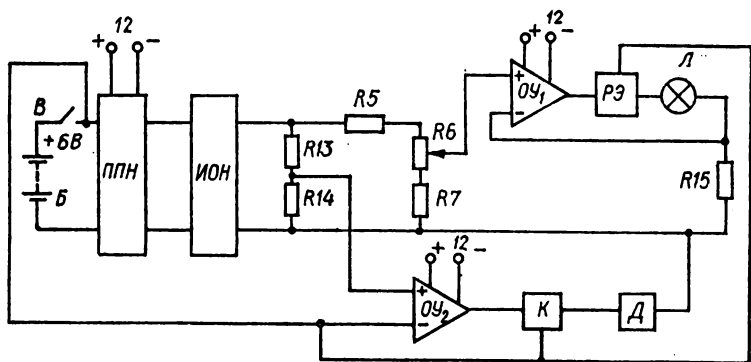 12
+ -
В
+6В
Б
ППН
ИОН
R5
R13
R14
R6
R7
12
+ -
+
ОУ1
-
РЭ
Л
R15
+ 12 -
+
ОУ2
-
К
Д